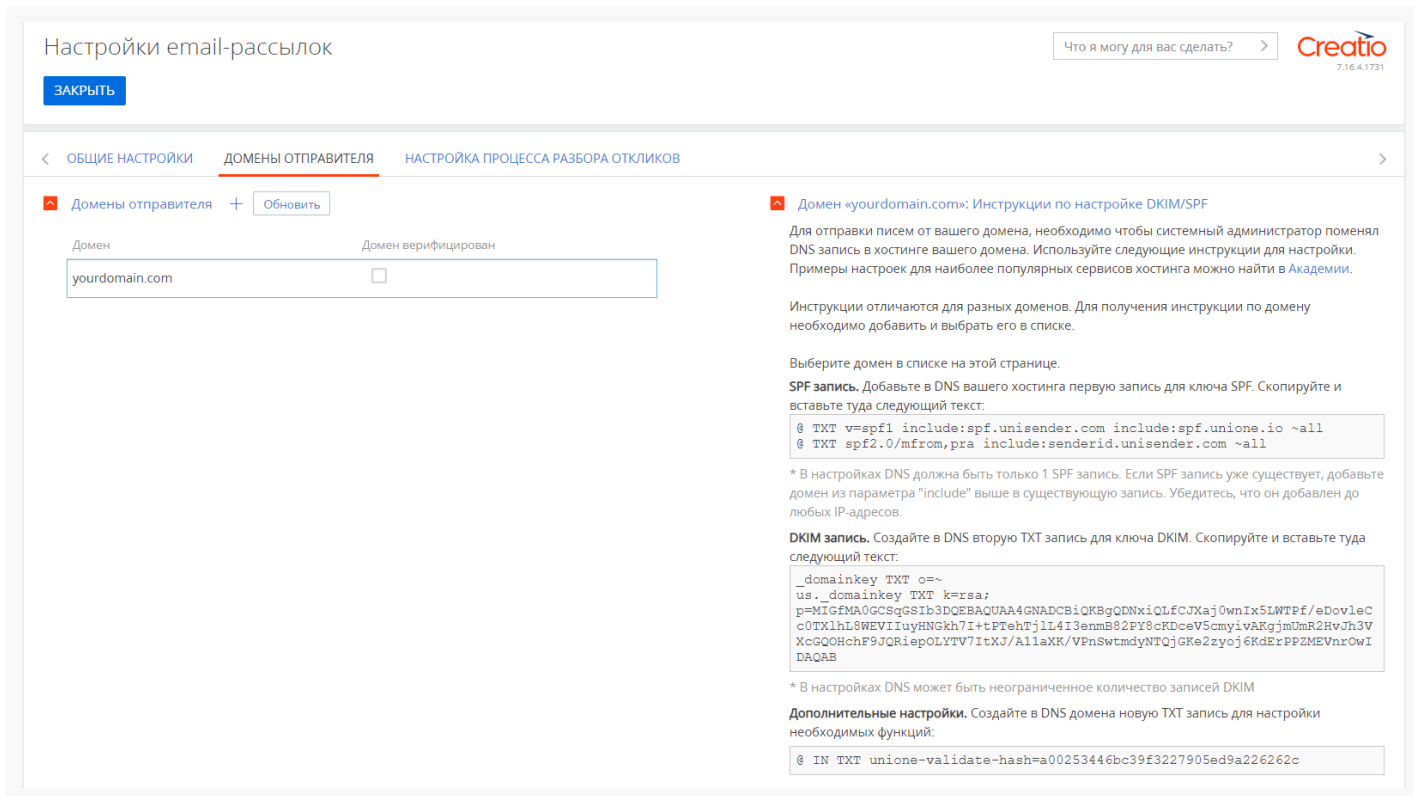 Настройки email-рассылок
Что я могу для вас сделать?
Creatio
7.16.4.1731
ЗАКРЫТЬ
ОБЩИЕ НАСТРОЙКИ ДОМЕНЫ ОТПРАВИТЕЛЯ НАСТРОЙКА ПРОЦЕССА РАЗБОРА ОТКЛИКОВ
Домены отправителя + Обновить
Домен Домен верифицирован
yourdomain.com
Домен «yourdomain.com»: Инструкции по настройке DKIM/SPF
Для отправки писем от вашего домена, необходимо чтобы системный администратор поменял
DNS запись в хостинге вашего домена. Используйте следующие инструкции для настройки.
Примеры настроек для наиболее популярных сервисов хостинга можно найти в Академии.
Инструкции отличаются для разных доменов. Для получения инструкции по домену
необходимо добавить и выбрать его в списке.
Выберите домен в списке на этой странице.
SPF запись. Добавьте в DNS вашего хостинга первую запись для ключа SPF. Скопируйте и
вставьте туда следующий текст:
@ TXT v=spf1 include:spf.unisender.com include:spf.unione.io ~all
@ TXT spf2.0/mfrom,pra include:senderid.unisender.com ~all
* В настройках DNS должна быть только 1 SPF запись. Если SPF запись уже существует, добавьте
домен из параметра "include" выше в существующую запись. Убедитесь, что он добавлен до
любых IP-адресов.
DKIM запись. Создайте в DNS вторую TXT запись для ключа DKIM. Скопируйте и вставьте туда
следующий текст:
_domainkey TXT o=~
us._domainkey TXT k=rsa;
p=MIGfMA0GCSqGSIb3DQEBAQUAA4GNADCBiQKBgQDNxiQLfCJXaj0wnIx5LWTPf/eDovleC
c0TXlhL8WEVIIuyHNGkh7I+tPTehTjlL4I3enmB82PY8cKDceV5cmyivAKgjmUmR2HvJh3V
XcGQOHchF9JQRiepOLYTV7ItXJ/A11aXK/VPnSwtmdyNTQjGKe2zyoj6KdErPPZMEVnrOwI
DAQAB
* В настройках DNS может быть неограниченное количество записей DKIM
Дополнительные настройки. Создайте в DNS домена новую TXT запись для настройки
необходимых функций:
@ IN TXT unione-validate-hash=a00253446bc39f3227905ed9a226262c